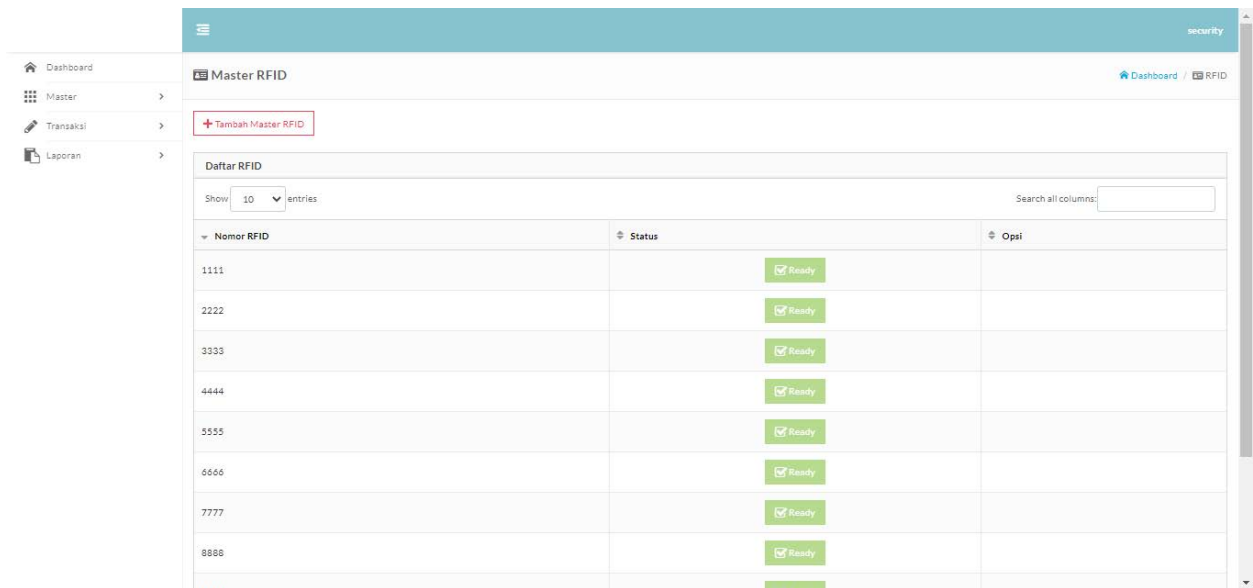 security
Dashboard
Master
Transaksi
Laporan
Master RFID
Dashboard / RFID
Tambah Master RFID
Daftar RFID
Show 10 entries
Search all columns:
Nomor RFID Status Opsi
1111 Ready
2222 Ready
3333 Ready
4444 Ready
5555 Ready
6666 Ready
7777 Ready
8888 Ready